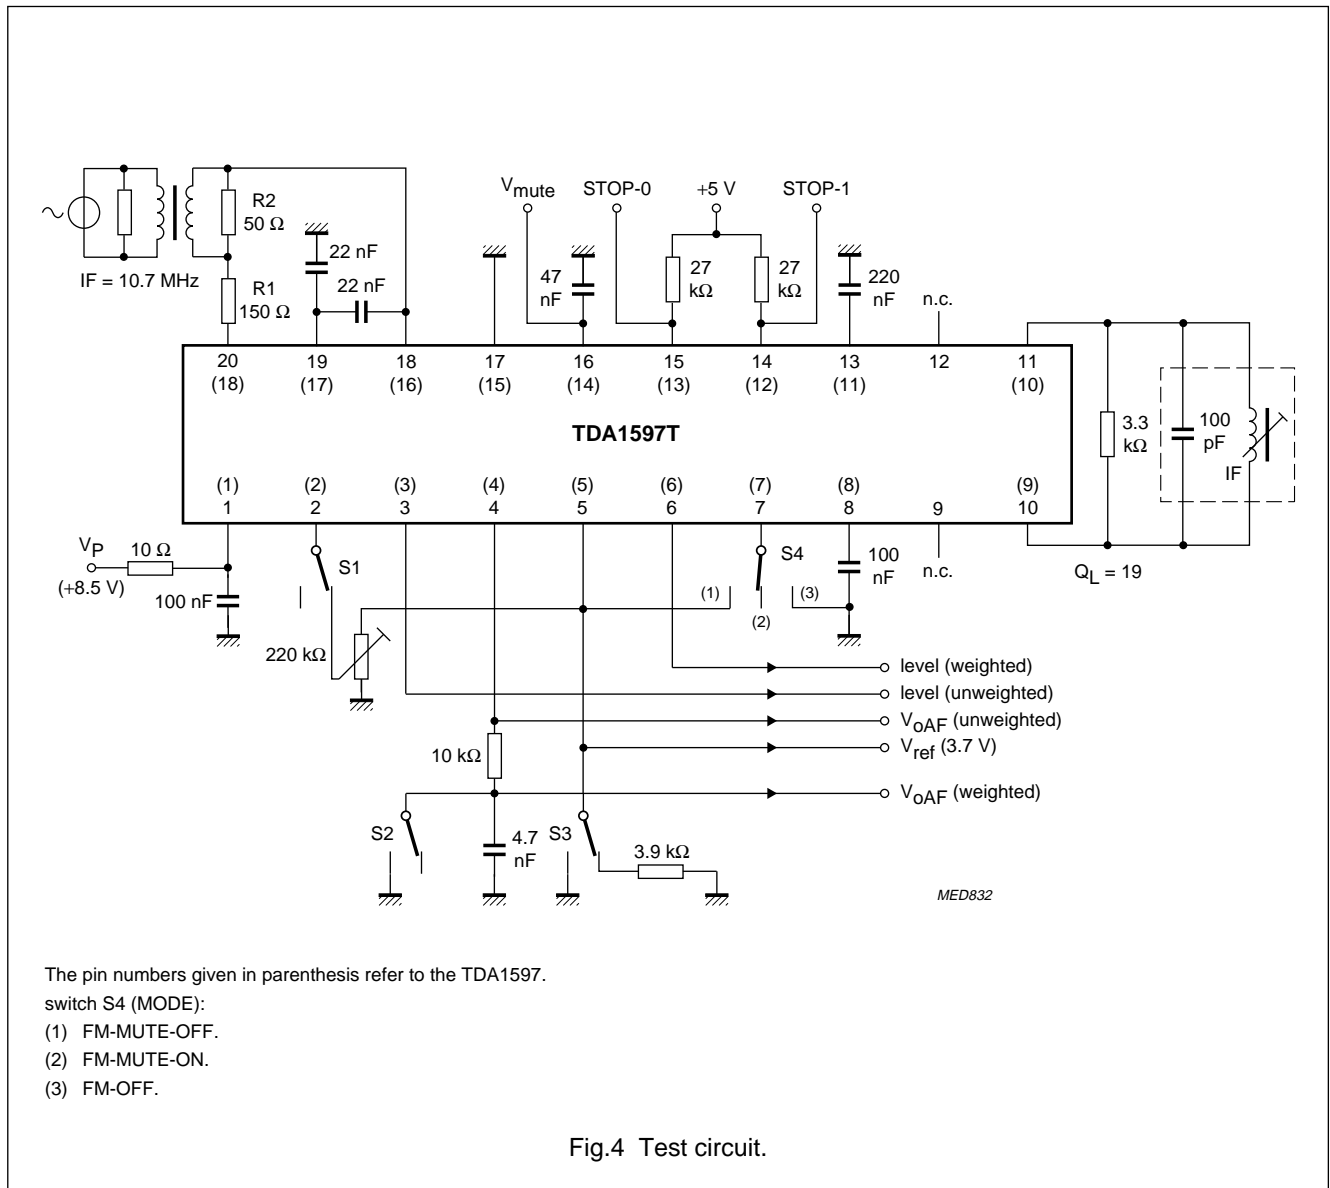 V_mute STOP-0 +5 V STOP-1
R2
50 Ω
22 nF
IF = 10.7 MHz
R1
150 Ω
22 nF
47
nF
27
kΩ
27
kΩ
220
nF
n.c.
20 19 18 17 16 15 14 13 12 11
(18) (17) (16) (15) (14) (13) (12) (11) (10)
TDA1597T
3.3
kΩ
100
pF
IF
(1) (2) (3) (4) (5) (6) (7) (8) (9)
1 2 3 4 5 6 7 8 9 10
V_P
10 Ω
(+8.5 V)
100 nF
S1
S4
100
nF
n.c.
Q_L = 19
(1) (2) (3)
220 kΩ
level (weighted)
level (unweighted)
V_oAF (unweighted)
10 kΩ
V_ref (3.7 V)
V_oAF (weighted)
S2
4.7
nF
S3
3.9 kΩ
MED832
The pin numbers given in parenthesis refer to the TDA1597.
switch S4 (MODE):
(1) FM-MUTE-OFF.
(2) FM-MUTE-ON.
(3) FM-OFF.
Fig.4 Test circuit.